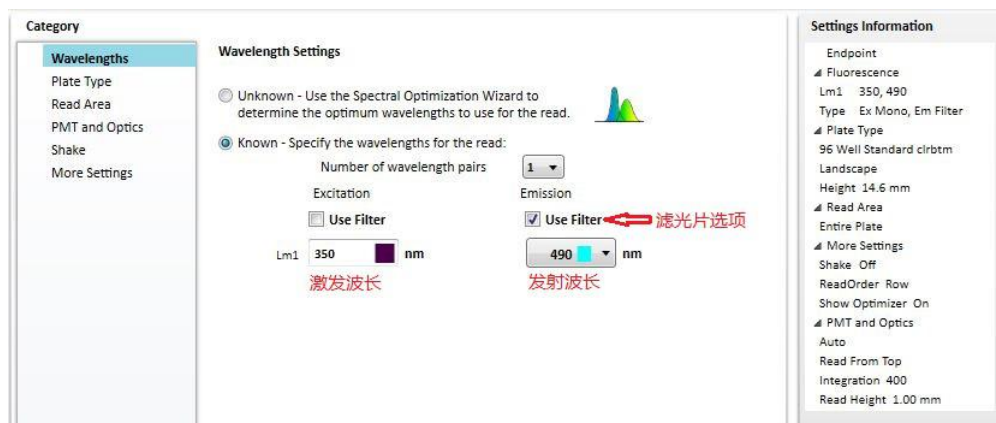 Category
Wavelengths
Plate Type
Read Area
PMT and Optics
Shake
More Settings
Wavelength Settings
Unknown - Use the Spectral Optimization Wizard to
determine the optimum wavelengths to use for the read.
Known - Specify the wavelengths for the read:
Number of wavelength pairs 1
Excitation Emission
Use Filter Use Filter 滤光片选项
Lm1 350 nm 490 nm
激发波长 发射波长
Settings Information
Endpoint
Fluorescence
Lm1 350, 490
Type Ex Mono, Em Filter
Plate Type
96 Well Standard clrbtm
Landscape
Height 14.6 mm
Read Area
Entire Plate
More Settings
Shake Off
ReadOrder Row
Show Optimizer On
PMT and Optics
Auto
Read From Top
Integration 400
Read Height 1.00 mm